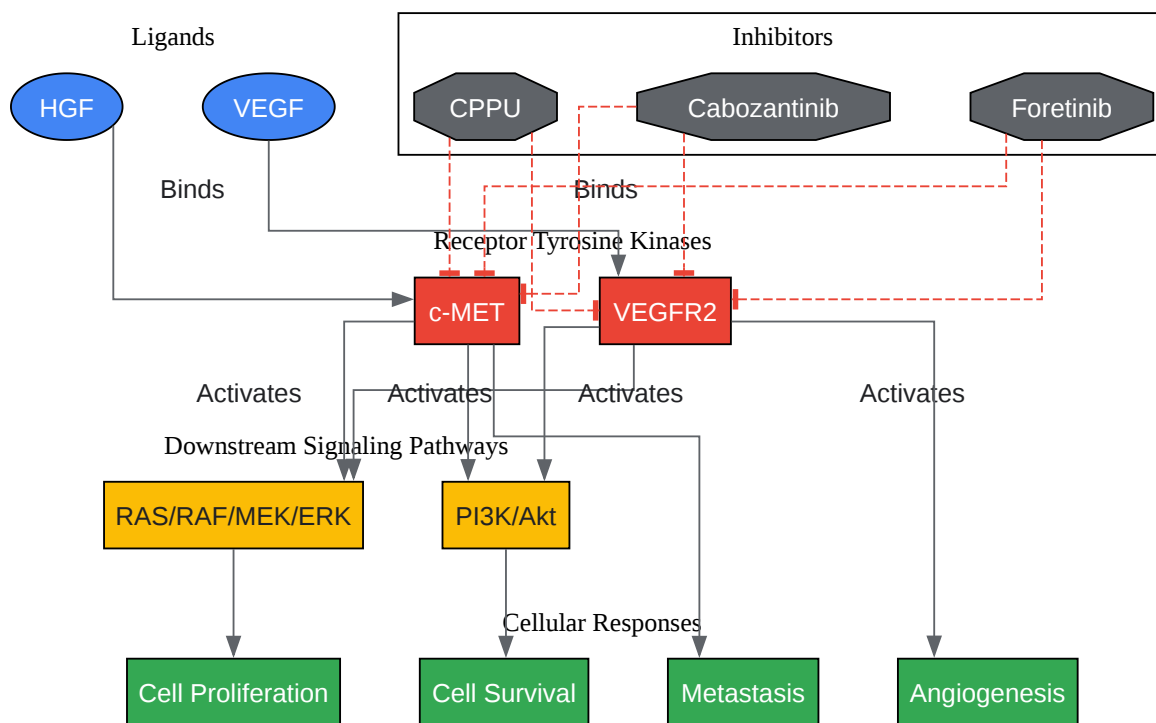 Ligands
Inhibitors
HGF
VEGF
CPPU
Cabozantinib
Foretinib
Binds
Binds
Receptor Tyrosine Kinases
c-MET
VEGFR2
Activates
Activates
Activates
Activates
Downstream Signaling Pathways
RAS/RAF/MEK/ERK
PI3K/Akt
Cellular Responses
Cell Proliferation
Cell Survival
Metastasis
Angiogenesis